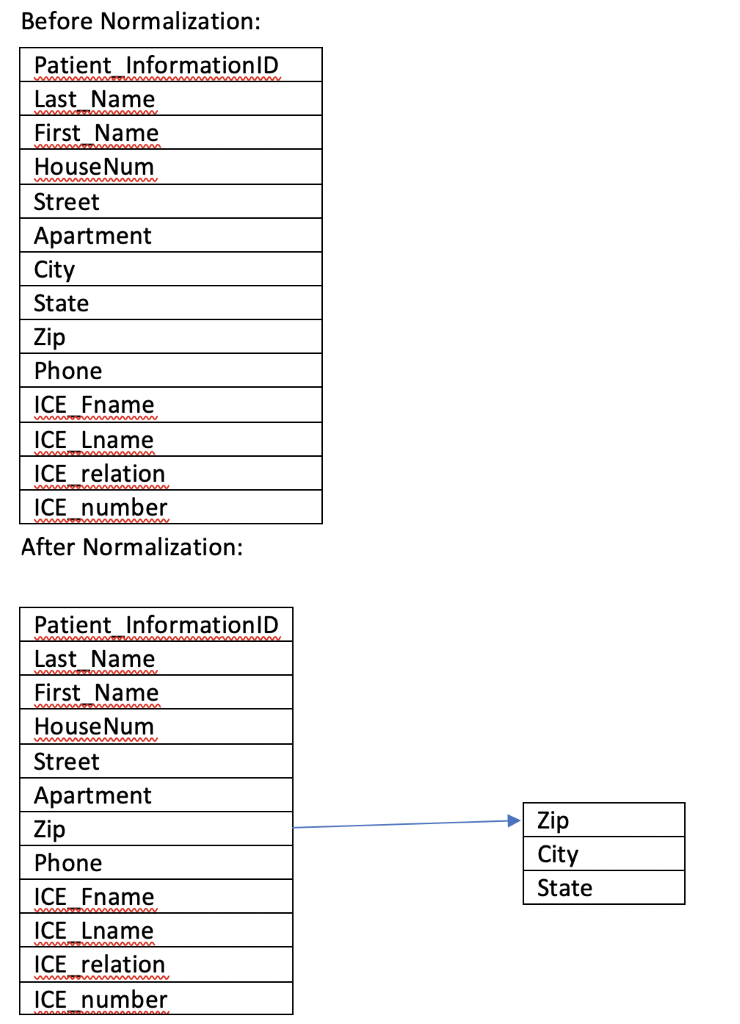 Before Normalization:
Patient_InformationID
Last_Name
First_Name
HouseNum
Street
Apartment
City
State
Zip
Phone
ICE_Fname
ICE_Lname
ICE_relation
ICE_number
After Normalization:
Patient_InformationID
Last_Name
First_Name
HouseNum
Street
Apartment
Zip
Phone
ICE_Fname
ICE_Lname
ICE_relation
ICE_number
Zip
City
State